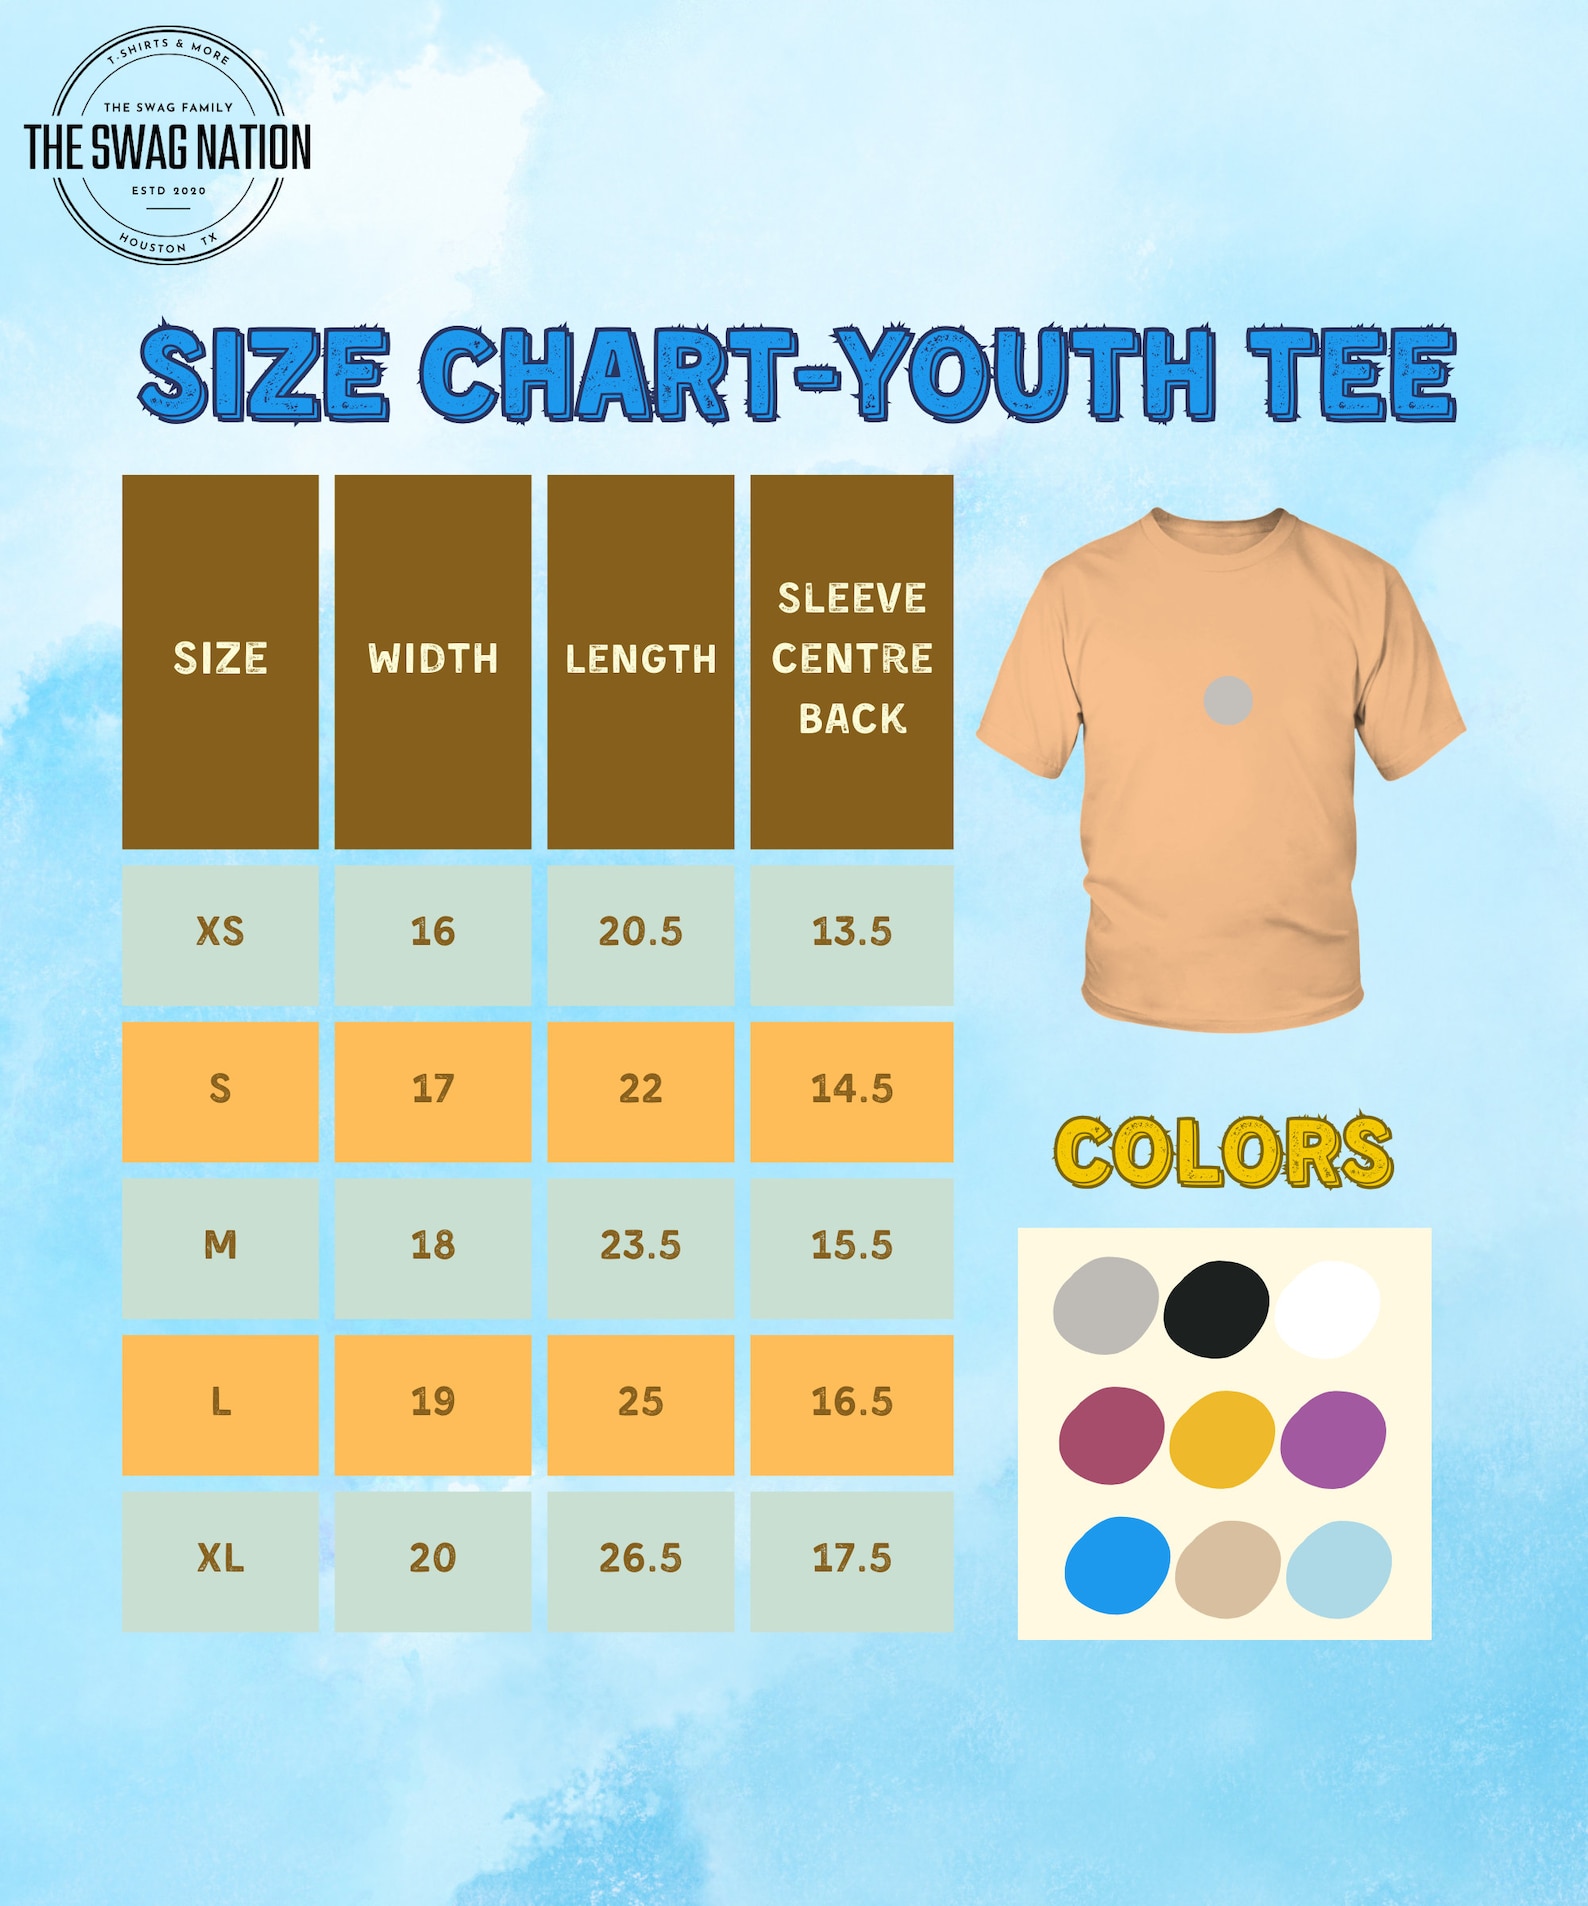 T-SHIRTS & MORE
THE SWAG FAMILY
THE SWAG NATION
ESTD 2020
HOUSTON TX
SIZE CHART-YOUTH TEE
SIZE WIDTH LENGTH SLEEVE CENTRE BACK
XS 16 20.5 13.5
S 17 22 14.5
M 18 23.5 15.5
L 19 25 16.5
XL 20 26.5 17.5
COLORS